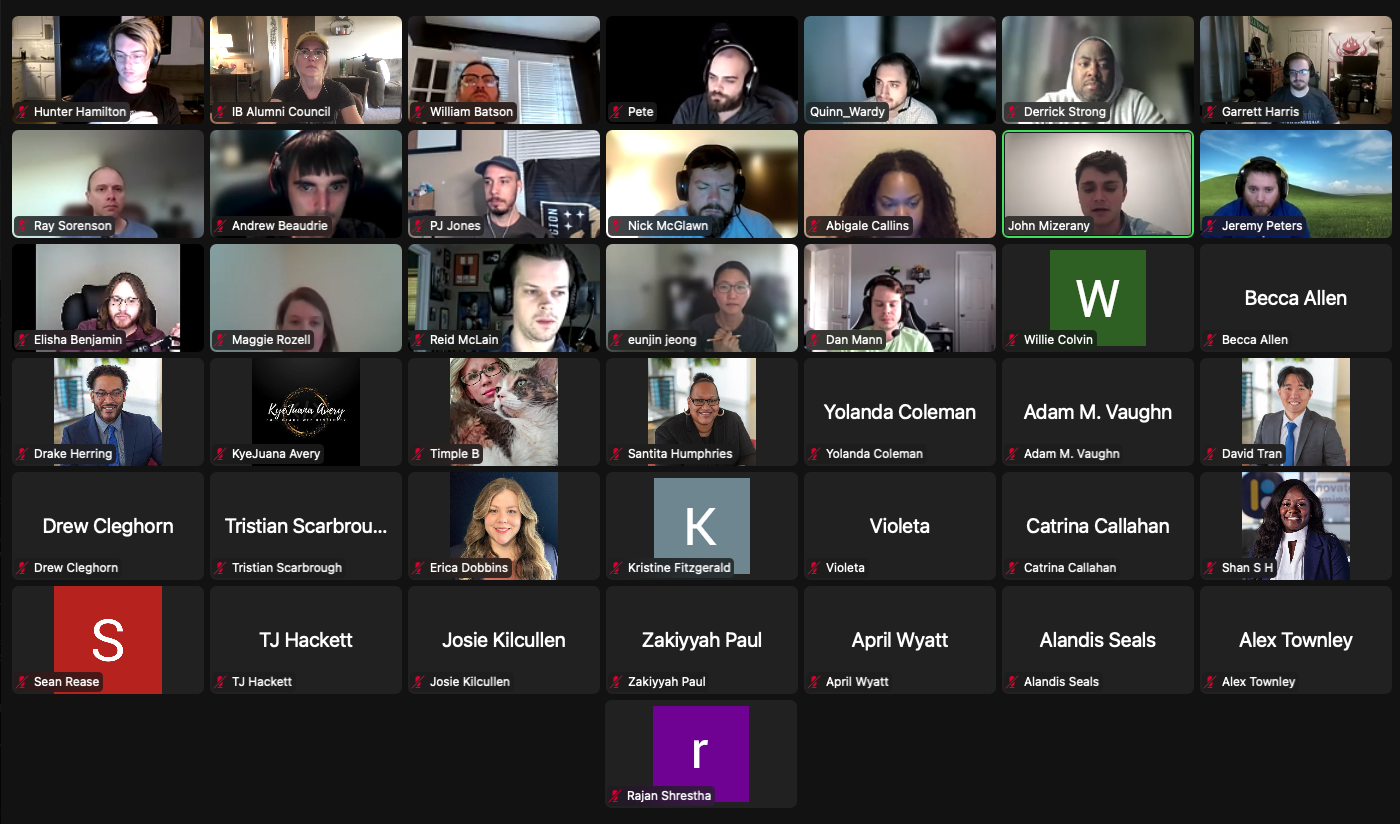 Hunter Hamilton
IB Alumni Council
William Batson
Pete
Quinn_Wardy
Derrick Strong
Garrett Harris
Ray Sorenson
Andrew Beaudrie
PJ Jones
Nick McGlawn
Abigale Callins
John Mizerany
Jeremy Peters
Elisha Benjamin
Maggie Rozell
Reid McLain
eunjin jeong
Dan Mann
W
Willie Colvin
Becca Allen
Becca Allen
Drake Herring
KyeJuana Avery
KyeJuana Avery
Timple B
Santita Humphries
Yolanda Coleman
Yolanda Coleman
Adam M. Vaughn
Adam M. Vaughn
David Tran
Drew Cleghorn
Drew Cleghorn
Tristian Scarbrou...
Tristian Scarbrough
Erica Dobbins
K
Kristine Fitzgerald
Violeta
Violeta
Catrina Callahan
Catrina Callahan
Shan S H
S
Sean Rease
TJ Hackett
TJ Hackett
Josie Kilcullen
Josie Kilcullen
Zakiyyah Paul
Zakiyyah Paul
April Wyatt
April Wyatt
Alandis Seals
Alandis Seals
Alex Townley
Alex Townley
r
Rajan Shrestha